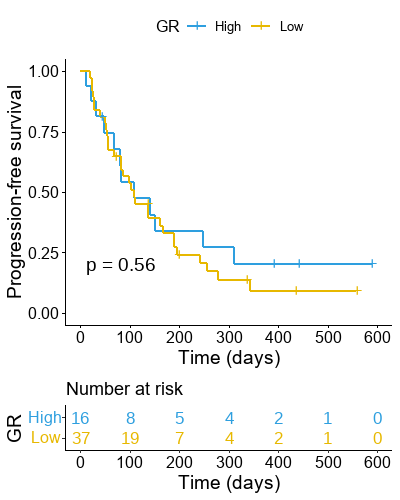 GR High Low
Progression-free survival
1.00
0.75
0.50
0.25
0.00
p = 0.56
0 100 200 300 400 500 600
Time (days)
Number at risk
GR
High 16 8 5 4 2 1 0
Low 37 19 7 4 2 1 0
0 100 200 300 400 500 600
Time (days)